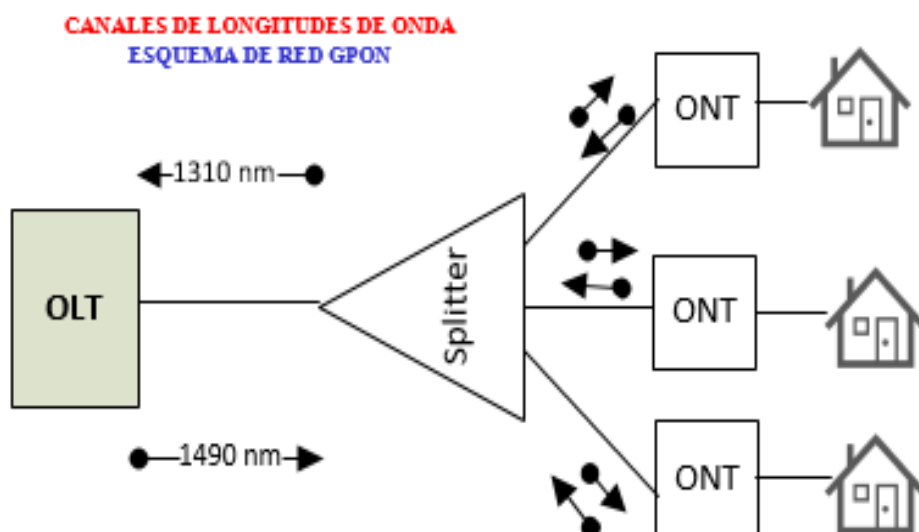 CANALES DE LONGITUDES DE ONDA
ESQUEMA DE RED GPON
ONT
1310 nm
OLT
Splitter
ONT
1490 nm
ONT